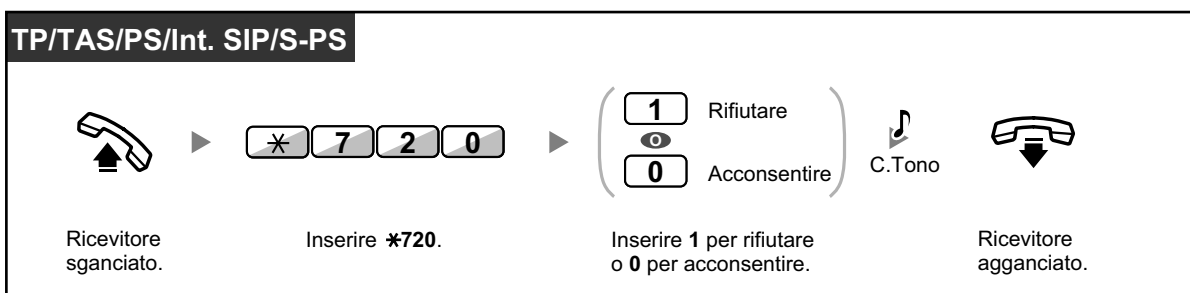 TP/TAS/PS/Int. SIP/S-PS
1 Rifiutare
* 7 2 0
o
0 Acconsentire
C.Tono
Ricevitore
sganciato.
Inserire *720.
Inserire 1 per rifiutare
o 0 per acconsentire.
Ricevitore
agganciato.